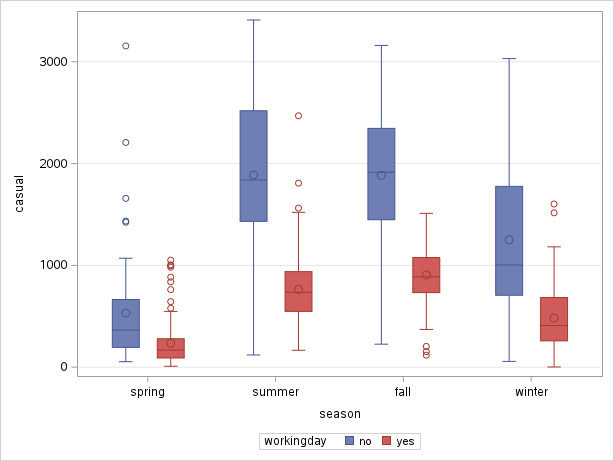 3000
2000
1000
0
casual
spring summer fall winter
season
workingday no yes